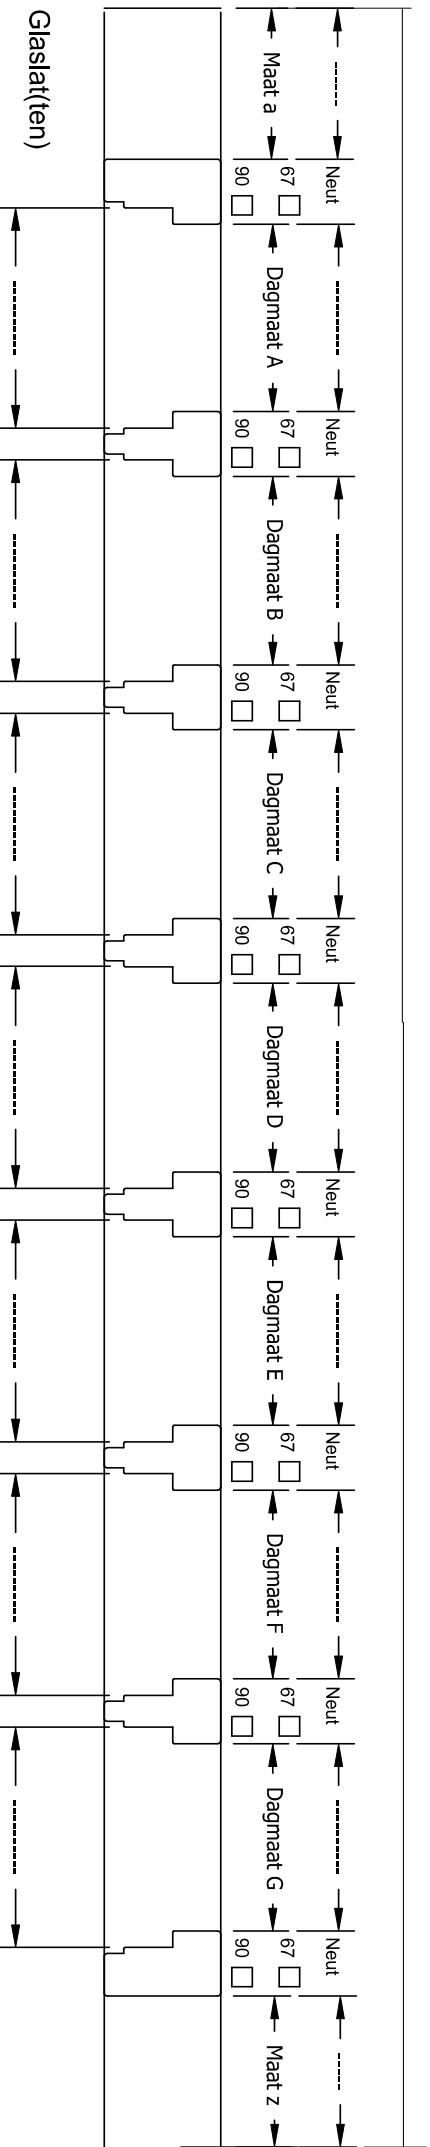 Glaslat(ten)
Maat a
Neut
67
90
Dagmaat A
Neut
67
90
Dagmaat B
Neut
67
90
Dagmaat C
Neut
67
90
Dagmaat D
Neut
67
90
Dagmaat E
Neut
67
90
Dagmaat F
Neut
67
90
Dagmaat G
Neut
67
90
Maat z